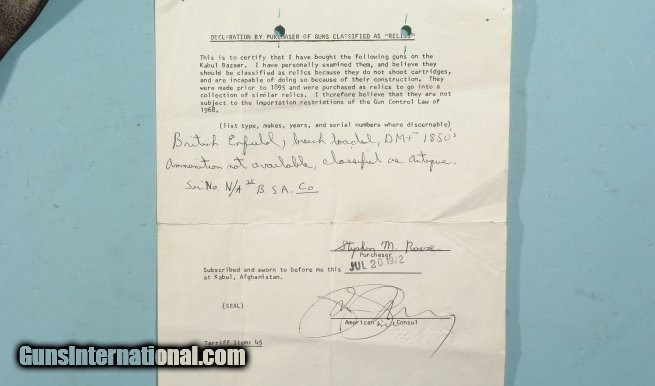 DECLARATION BY PURCHASER OF GUNS CLASSIFIED AS "RELICS"
This is to certify that I have bought the following guns on the
Kabul Bazaar. I have personally examined them, and believe they
should be classified as relics because they do not shoot cartridges,
and are incapable of doing so because of their construction. They
were made prior to 1895 and were purchased as relics to go into a
collection of similar relics. I therefore believe that they are not
subject to the importation restrictions of the Gun Control Law of
1968.
(list type, makes, years, and serial numbers where discernable)
British Enfield, breech loader, 1850's
Ammunition not available, classified as antique.
Ser. No. N/A B.S.A. Co
Stephen M.
Purchaser
JUL 20 1972
Subscribed and sworn to before me this
at Kabul, Afghanistan.
(SEAL)
American Consul
Tarriff Item: 45
GunsInternational.com